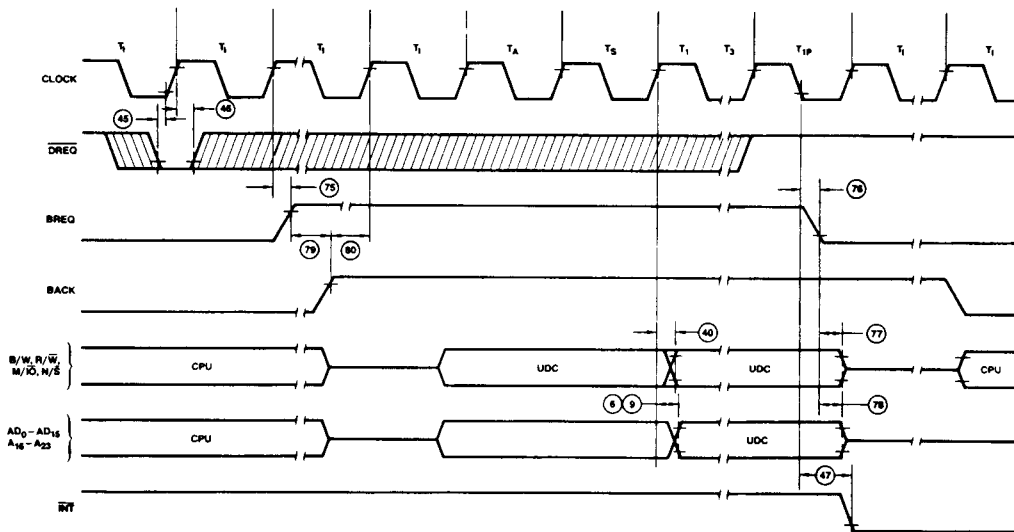 T₁ T₁ T₁ T₁ T_A T_S T₁ T₃ T₁P T₁ T₁
CLOCK
45 46
DREQ
75 76
BREQ
79 80
BACK
40 77
B/W, R/W,
M/IO, N/S
CPU UDC UDC CPU
6 9 78
AD₀ – AD₁₅
A₁₆ – A₂₃
CPU UDC
47
INT